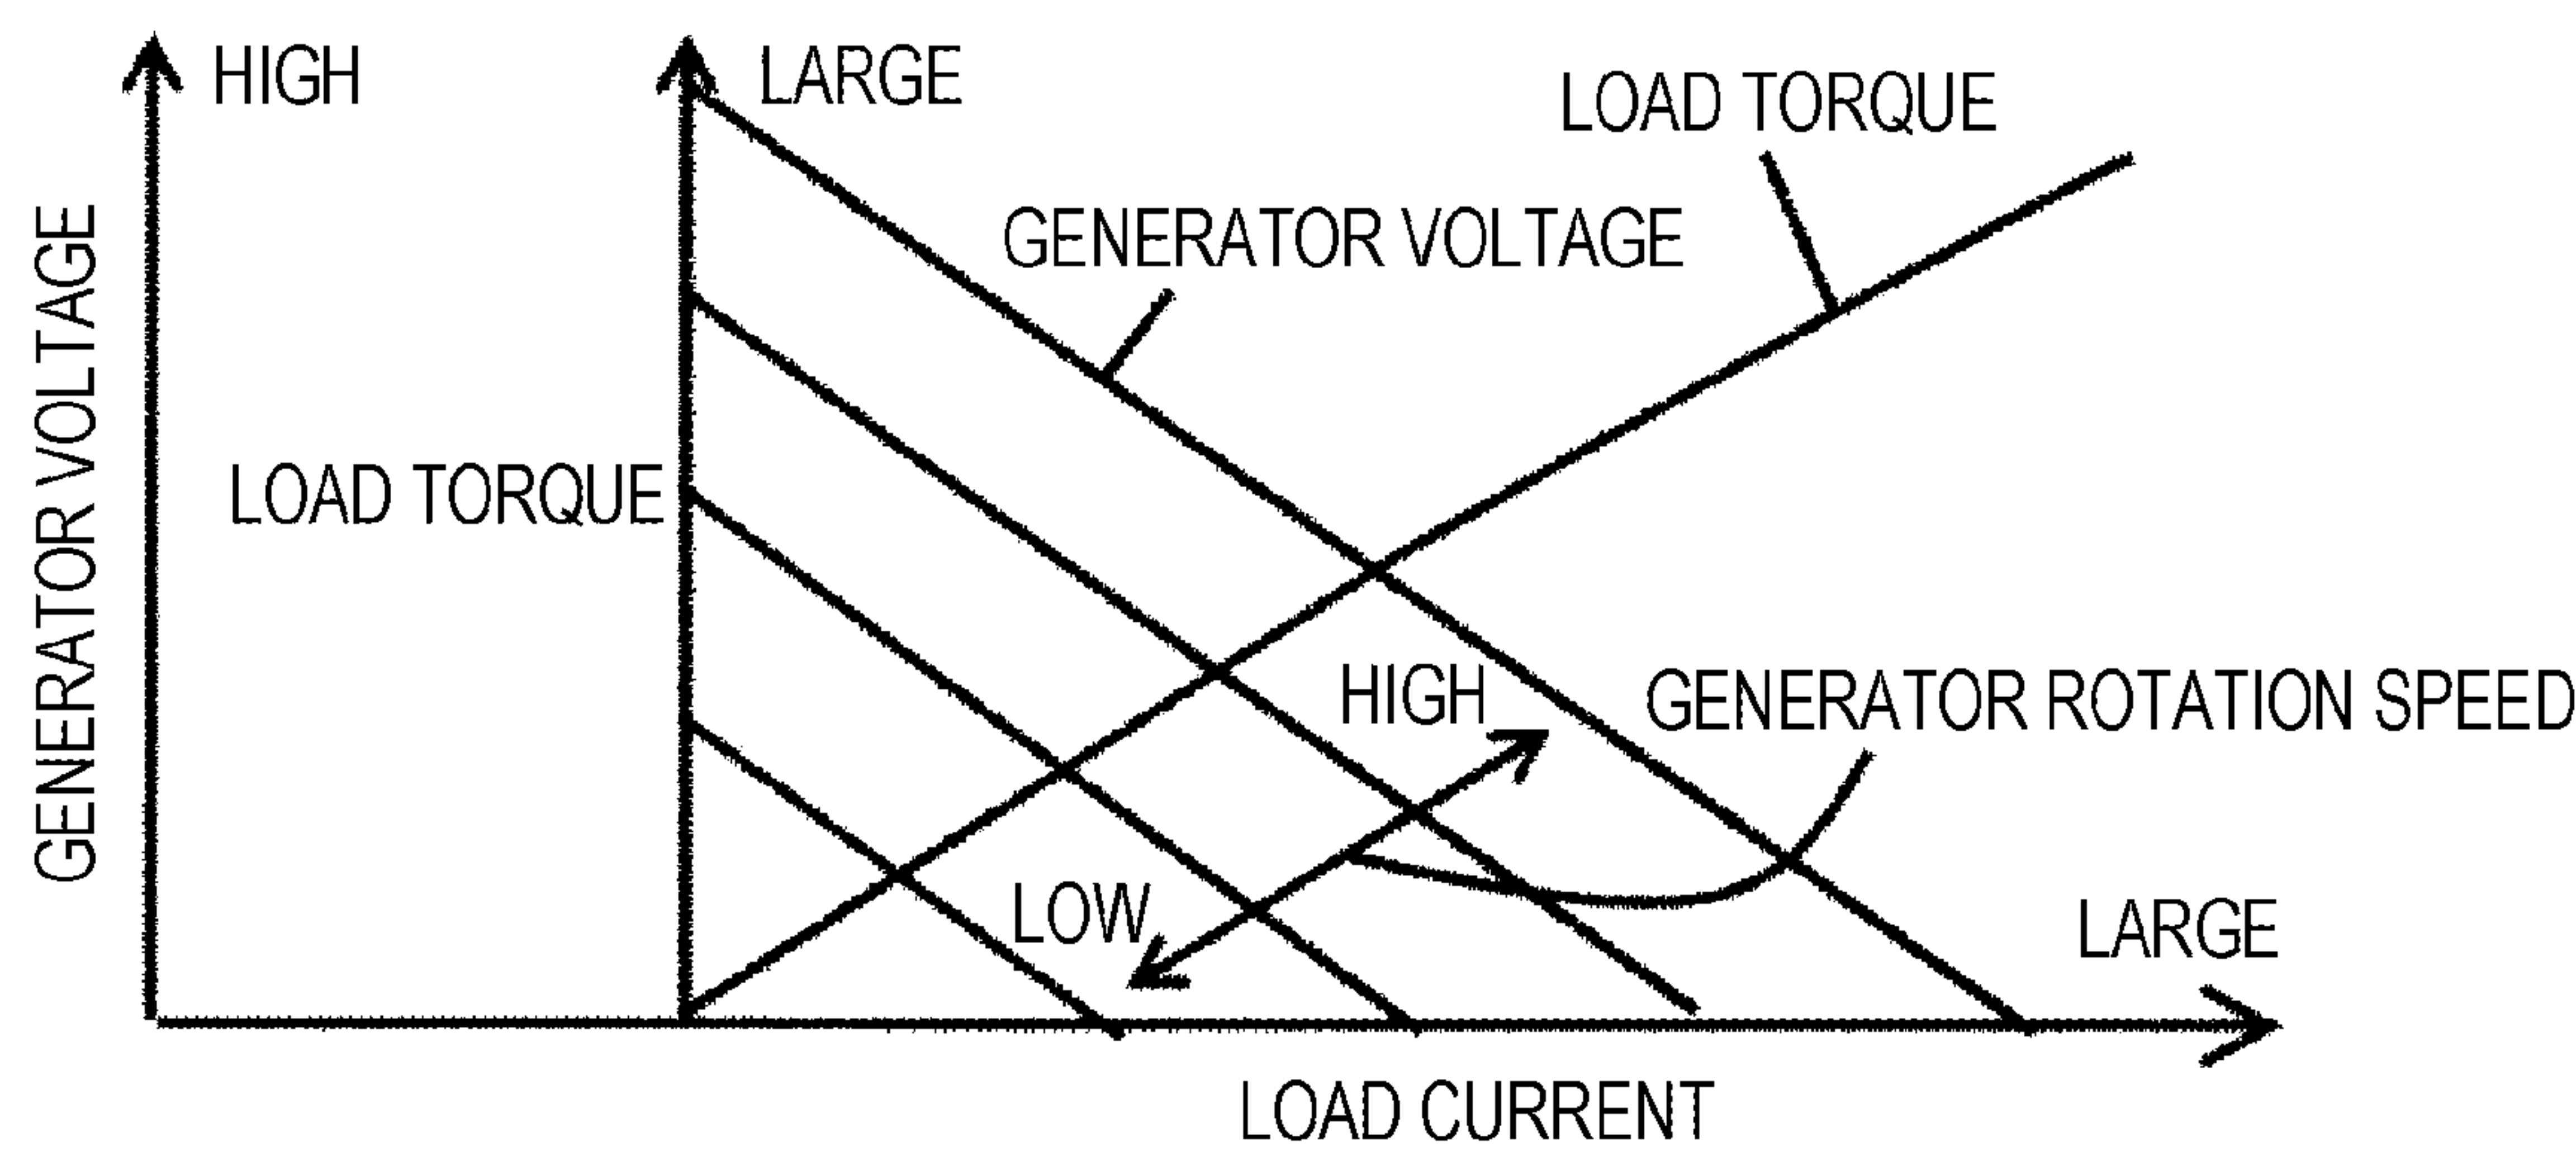 HIGH
LARGE
LOAD TORQUE
GENERATOR VOLTAGE
GENERATOR VOLTAGE
LOAD TORQUE
HIGH
GENERATOR ROTATION SPEED
LOW
LARGE
LOAD CURRENT